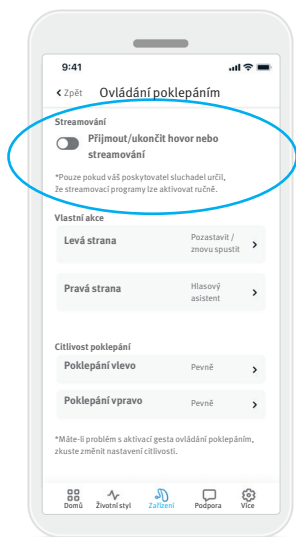 9:41
Zpět Ovládání poklepáním
Streamování
Přijmout/ukončit hovor nebo
streamování
*Pouze pokud váš poskytovatel sluchadel určil,
že streamovací programy lze aktivovat ručně.
Vlastní akce
Levá strana Pozastavit /
znovu spustit
Pravá strana Hlasový
asistent
Citlivost poklepání
Poklepání vlevo Pevně
Poklepání vpravo Pevně
*Máte-li problém s aktivací gesta ovládání poklepáním,
zkuste změnit nastavení citlivosti.
Domů Životní styl Zařízení Podpora Více